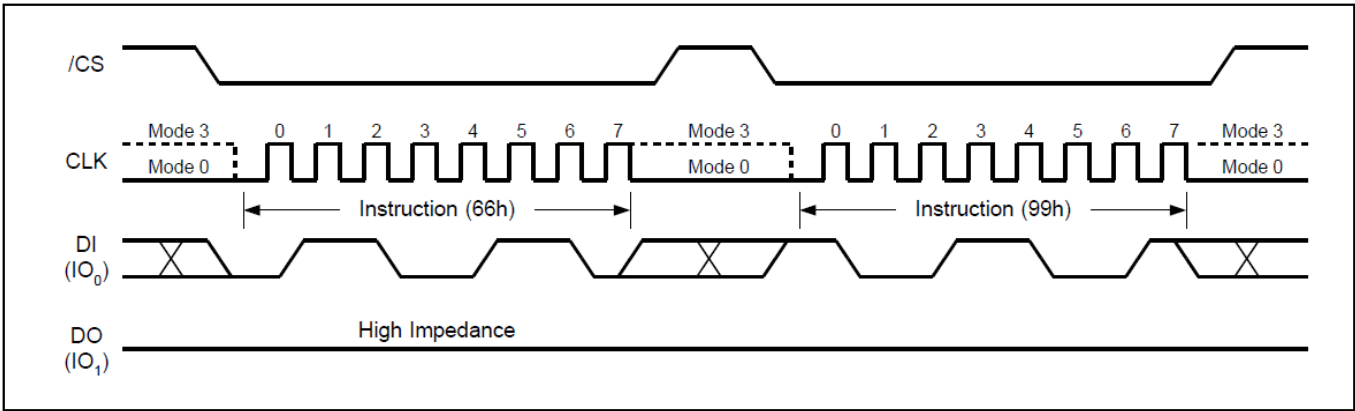 /CS
Mode 3 0 1 2 3 4 5 6 7 Mode 3 0 1 2 3 4 5 6 7 Mode 3
CLK
Mode 0 Mode 0 Mode 0
Instruction (66h) Instruction (99h)
DI
(IO₀)
High Impedance
DO
(IO₁)